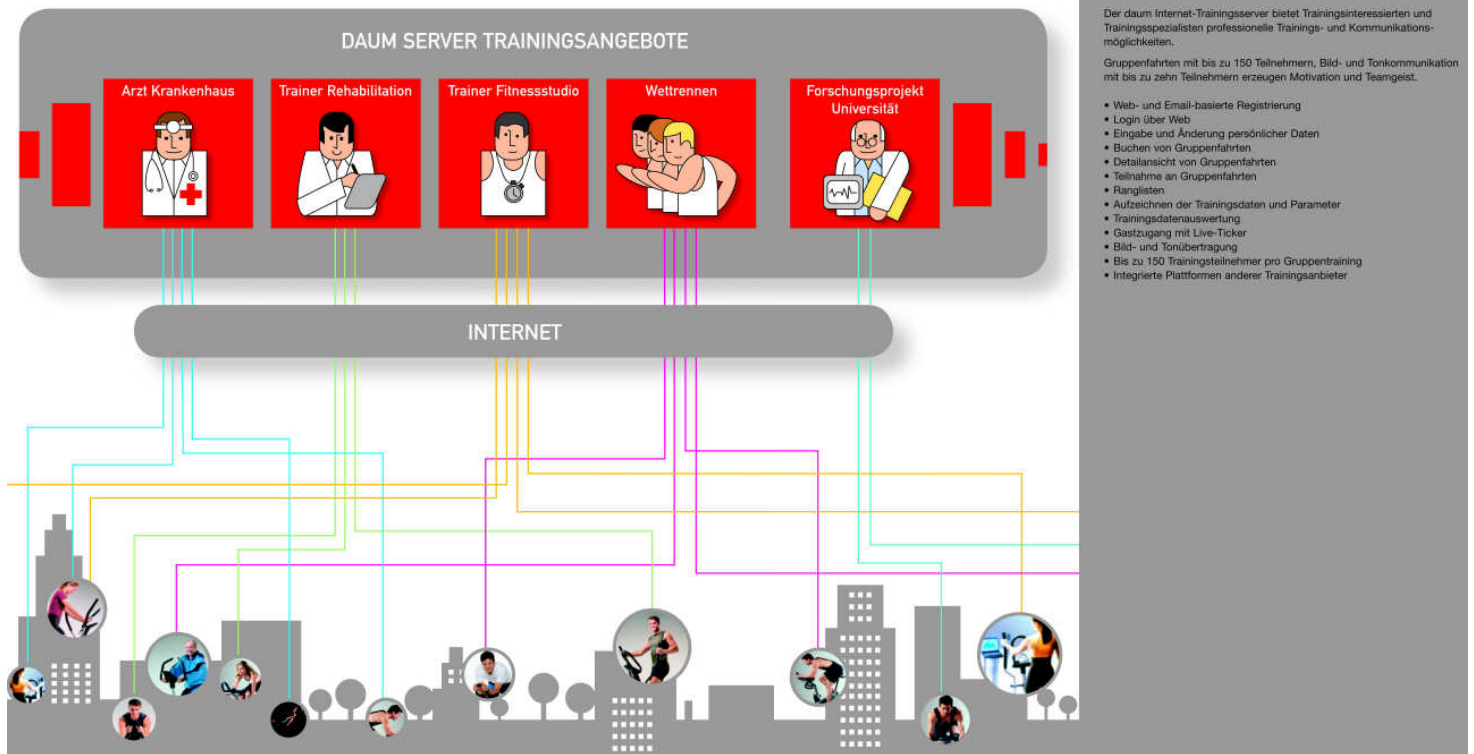 DAUM SERVER TRAININGSANGEBOTE
Arzt Krankenhaus
Trainer Rehabilitation
Trainer Fitnessstudio
Wettrennen
Forschungsprojekt
Universität
INTERNET
Der daum Internet-Trainingsserver bietet Trainingsinteressierten und
Trainingsspezialisten professionelle Trainings- und Kommunikations-
möglichkeiten.
Gruppenfahrten mit bis zu 150 Teilnehmern, Bild- und Tonkommunikation
mit bis zu zehn Teilnehmern erzeugen Motivation und Teamgeist.
• Web- und Email-basierte Registrierung
• Login über Web
• Eingabe und Änderung persönlicher Daten
• Buchen von Gruppenfahrten
• Detailansicht von Gruppenfahrten
• Teilnahme an Gruppenfahrten
• Ranglisten
• Aufzeichnen der Trainingsdaten und Parameter
• Trainingsdatenauswertung
• Gastzugang mit Live-Ticker
• Bild- und Tonübertragung
• Bis zu 150 Trainingsteilnehmer pro Gruppentraining
• Integrierte Plattformen anderer Trainingsanbieter